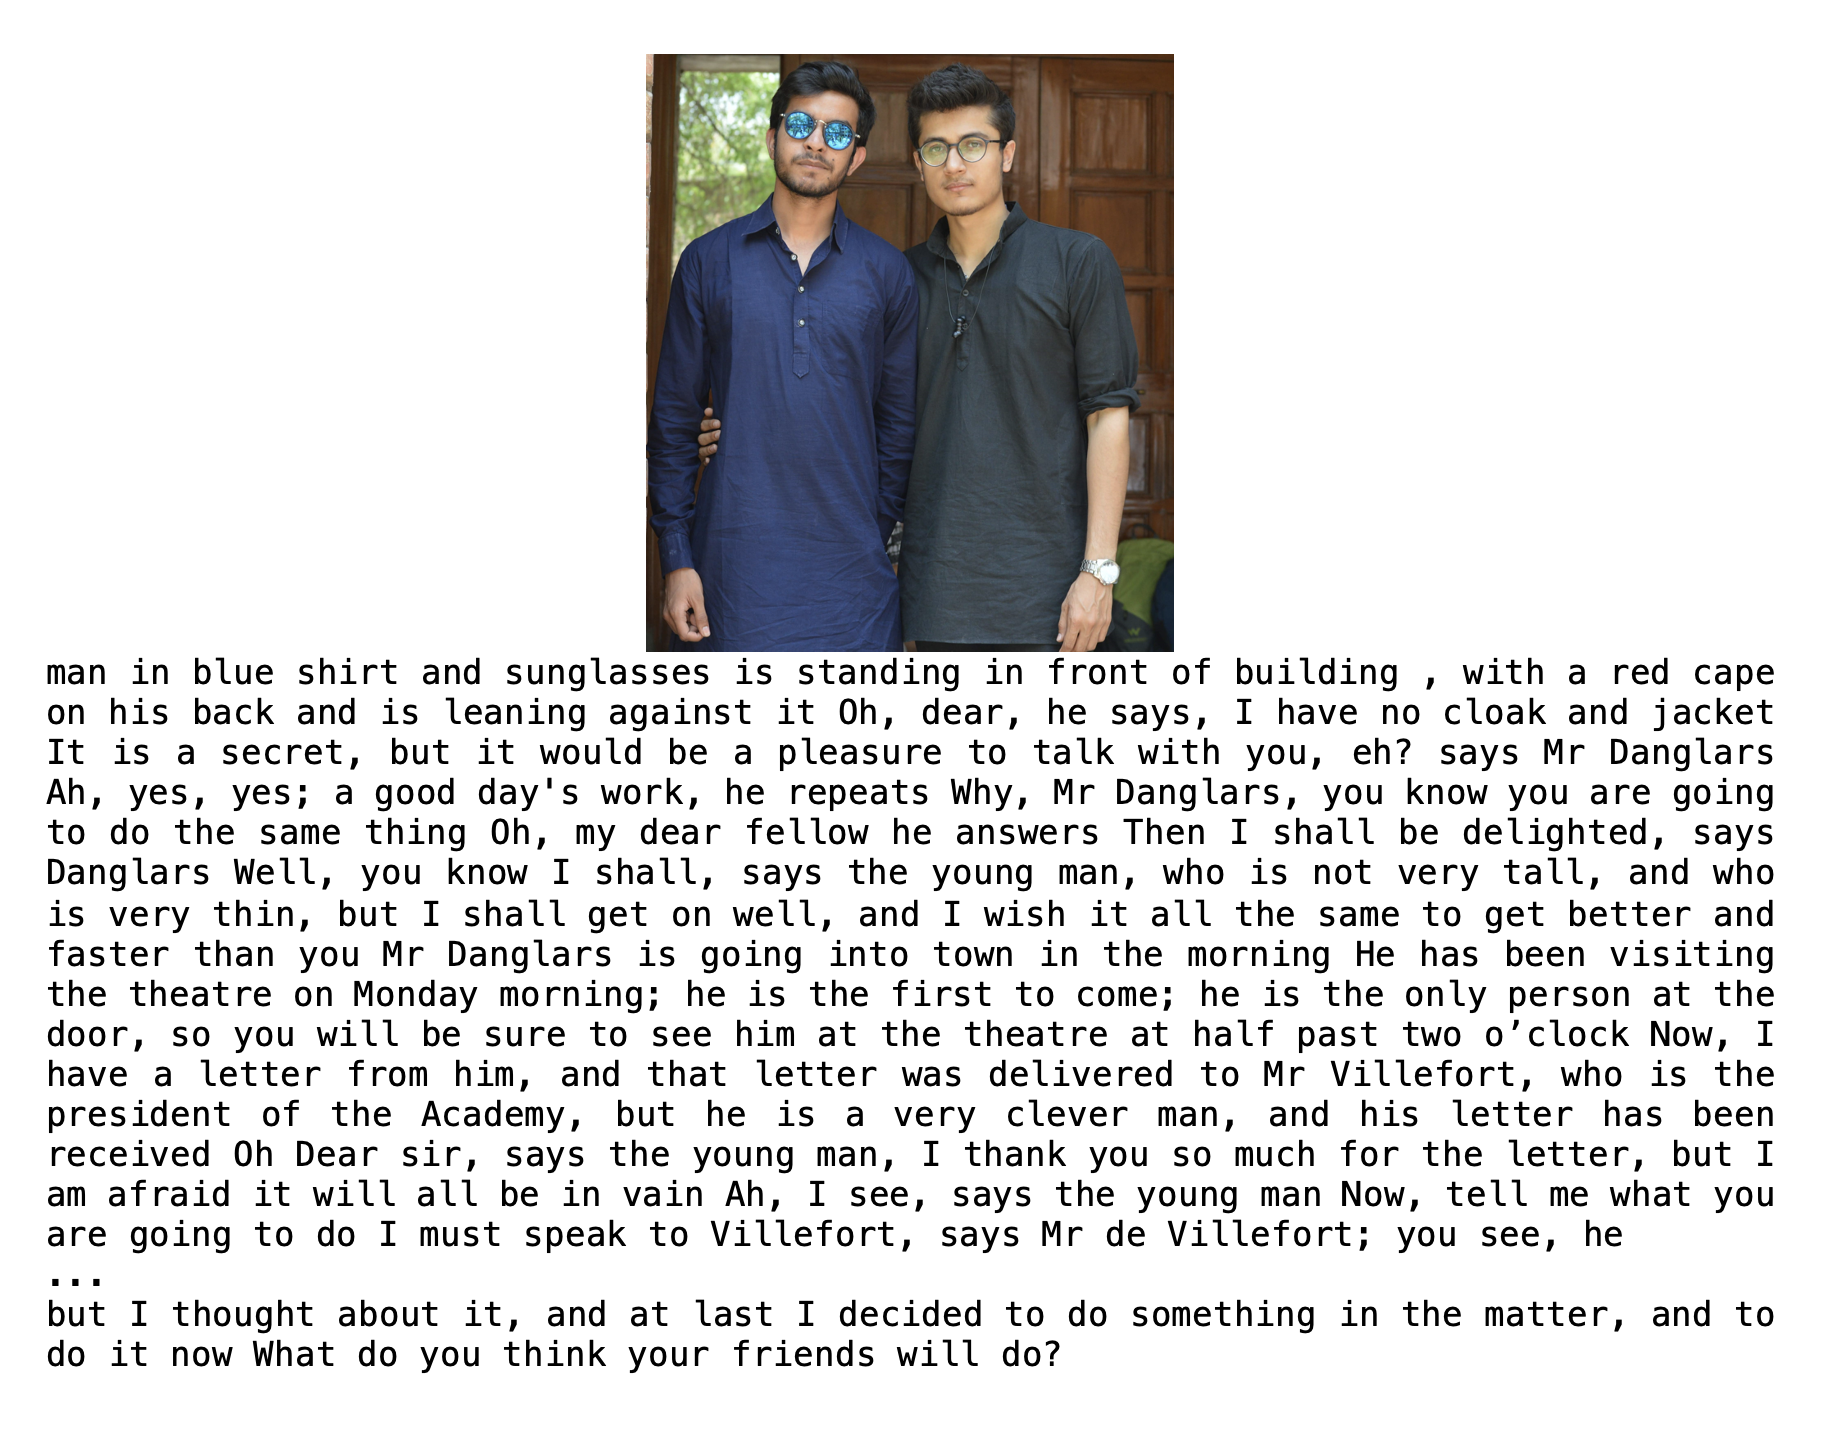 man in blue shirt and sunglasses is standing in front of building , with a red cape
on his back and is leaning against it Oh, dear, he says, I have no cloak and jacket
It is a secret, but it would be a pleasure to talk with you, eh? says Mr Danglars
Ah, yes, yes; a good day's work, he repeats Why, Mr Danglars, you know you are going
to do the same thing Oh, my dear fellow he answers Then I shall be delighted, says
Danglars Well, you know I shall, says the young man, who is not very tall, and who
is very thin, but I shall get on well, and I wish it all the same to get better and
faster than you Mr Danglars is going into town in the morning He has been visiting
the theatre on Monday morning; he is the first to come; he is the only person at the
door, so you will be sure to see him at the theatre at half past two o’clock Now, I
have a letter from him, and that letter was delivered to Mr Villefort, who is the
president of the Academy, but he is a very clever man, and his letter has been
received Oh Dear sir, says the young man, I thank you so much for the letter, but I
am afraid it will all be in vain Ah, I see, says the young man Now, tell me what you
are going to do I must speak to Villefort, says Mr de Villefort; you see, he
...
but I thought about it, and at last I decided to do something in the matter, and to
do it now What do you think your friends will do?